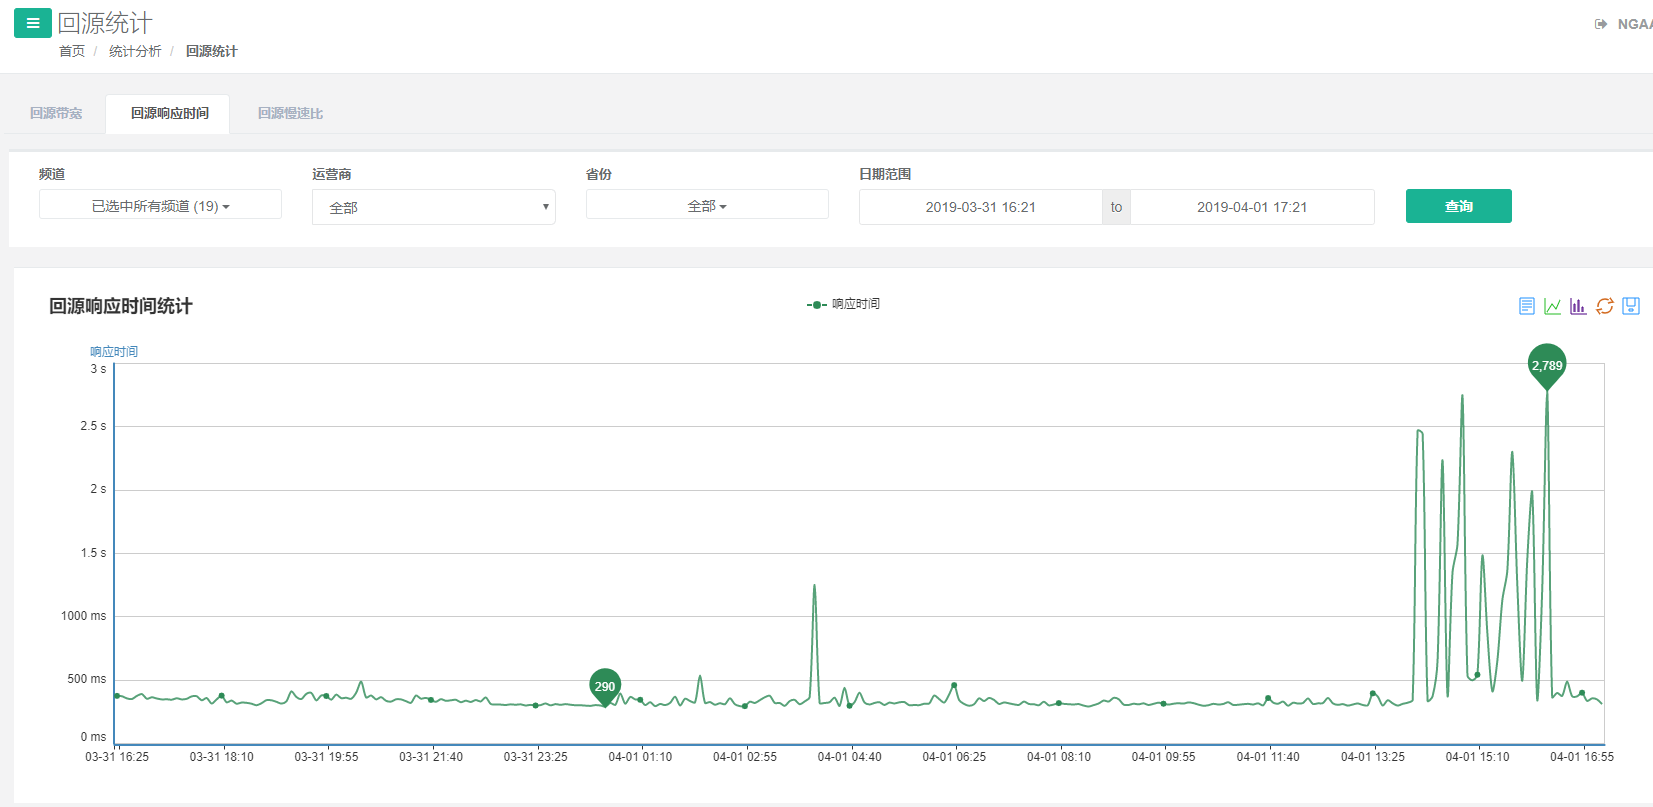 回源统计
NGAA
首页 / 统计分析 / 回源统计
回源带宽 回源响应时间 回源慢速比
频道 运营商 省份 日期范围
已选中所有频道 (19) 全部 全部 2019-03-31 16:21 to 2019-04-01 17:21 查询
回源响应时间统计
响应时间
响应时间
3 s
2,789
2.5 s
2 s
1.5 s
1000 ms
500 ms
290
0 ms
03-31 16:25 03-31 18:10 03-31 19:55 03-31 21:40 03-31 23:25 04-01 01:10 04-01 02:55 04-01 04:40 04-01 06:25 04-01 08:10 04-01 09:55 04-01 11:40 04-01 13:25 04-01 15:10 04-01 16:55